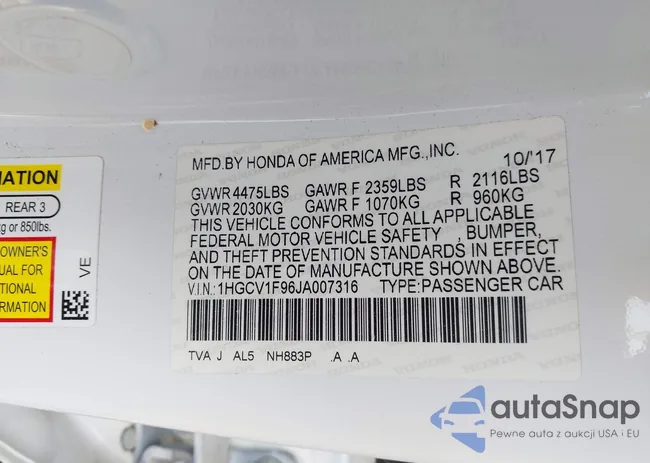 MATION
REAR 3
kg or 850lbs.
OWNER'S
UAL FOR
TIONAL
RMATION
VE
MFD.BY HONDA OF AMERICA MFG.,INC. 10/'17
GVWR 4475LBS GAWR F 2359LBS R 2116LBS
GVWR 2030KG GAWR F 1070KG R 960KG
THIS VEHICLE CONFORMS TO ALL APPLICABLE
FEDERAL MOTOR VEHICLE SAFETY , BUMPER,
AND THEFT PREVENTION STANDARDS IN EFFECT
ON THE DATE OF MANUFACTURE SHOWN ABOVE.
V.I.N.: 1HGCV1F96JA007316 TYPE:PASSENGER CAR
TVA J AL5 NH883P .A .A
autaSnap
Pewne auta z aukcji USA i EU